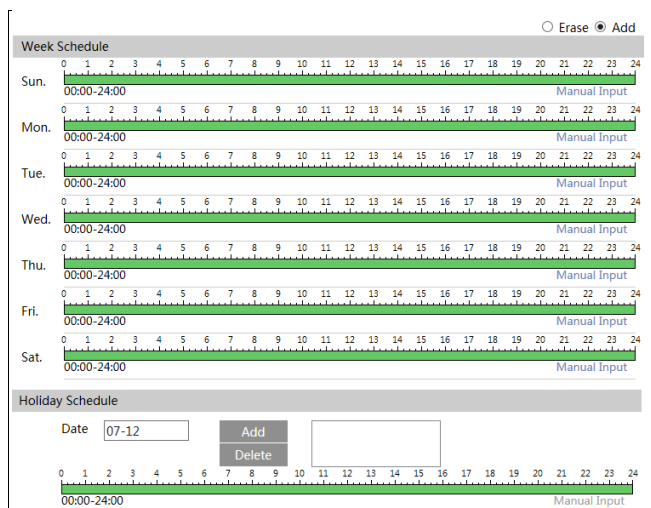 Erase Add
Week Schedule
0 1 2 3 4 5 6 7 8 9 10 11 12 13 14 15 16 17 18 19 20 21 22 23 24
Sun.
00:00-24:00 Manual Input
0 1 2 3 4 5 6 7 8 9 10 11 12 13 14 15 16 17 18 19 20 21 22 23 24
Mon.
00:00-24:00 Manual Input
0 1 2 3 4 5 6 7 8 9 10 11 12 13 14 15 16 17 18 19 20 21 22 23 24
Tue.
00:00-24:00 Manual Input
0 1 2 3 4 5 6 7 8 9 10 11 12 13 14 15 16 17 18 19 20 21 22 23 24
Wed.
00:00-24:00 Manual Input
0 1 2 3 4 5 6 7 8 9 10 11 12 13 14 15 16 17 18 19 20 21 22 23 24
Thu.
00:00-24:00 Manual Input
0 1 2 3 4 5 6 7 8 9 10 11 12 13 14 15 16 17 18 19 20 21 22 23 24
Fri.
00:00-24:00 Manual Input
0 1 2 3 4 5 6 7 8 9 10 11 12 13 14 15 16 17 18 19 20 21 22 23 24
Sat.
00:00-24:00 Manual Input
Holiday Schedule
Date 07-12 Add
Delete
0 1 2 3 4 5 6 7 8 9 10 11 12 13 14 15 16 17 18 19 20 21 22 23 24
00:00-24:00 Manual Input